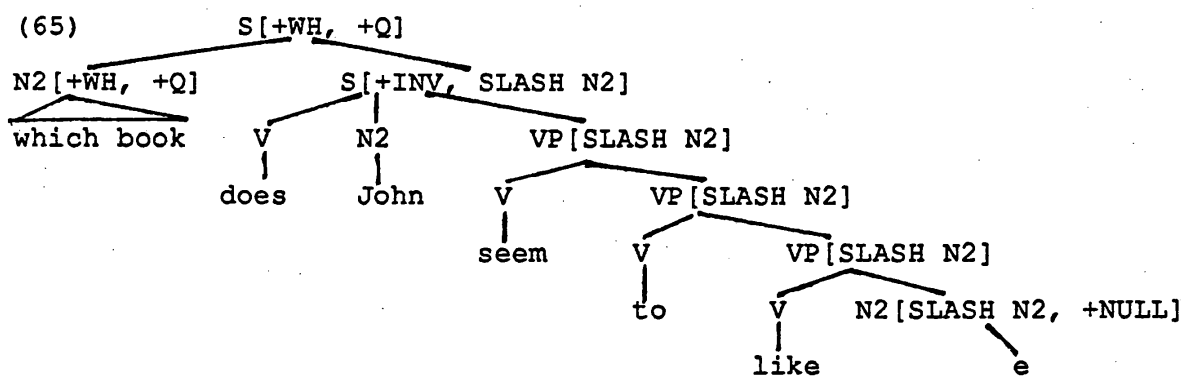 (65) S[+WH, +Q]
N2[+WH, +Q] S[+INV, SLASH N2]
which book V N2 VP[SLASH N2]
does John V VP[SLASH N2]
seem V VP[SLASH N2]
to V N2[SLASH N2, +NULL]
like e